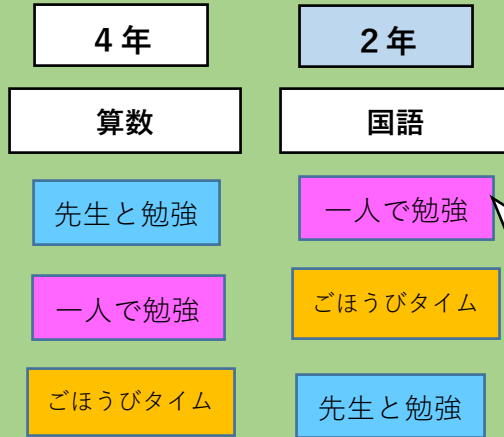 ４年
算数
先生と勉強
一人で勉強
ごほうびタイム
２年
国語
一人で勉強
ごほうびタイム
先生と勉強